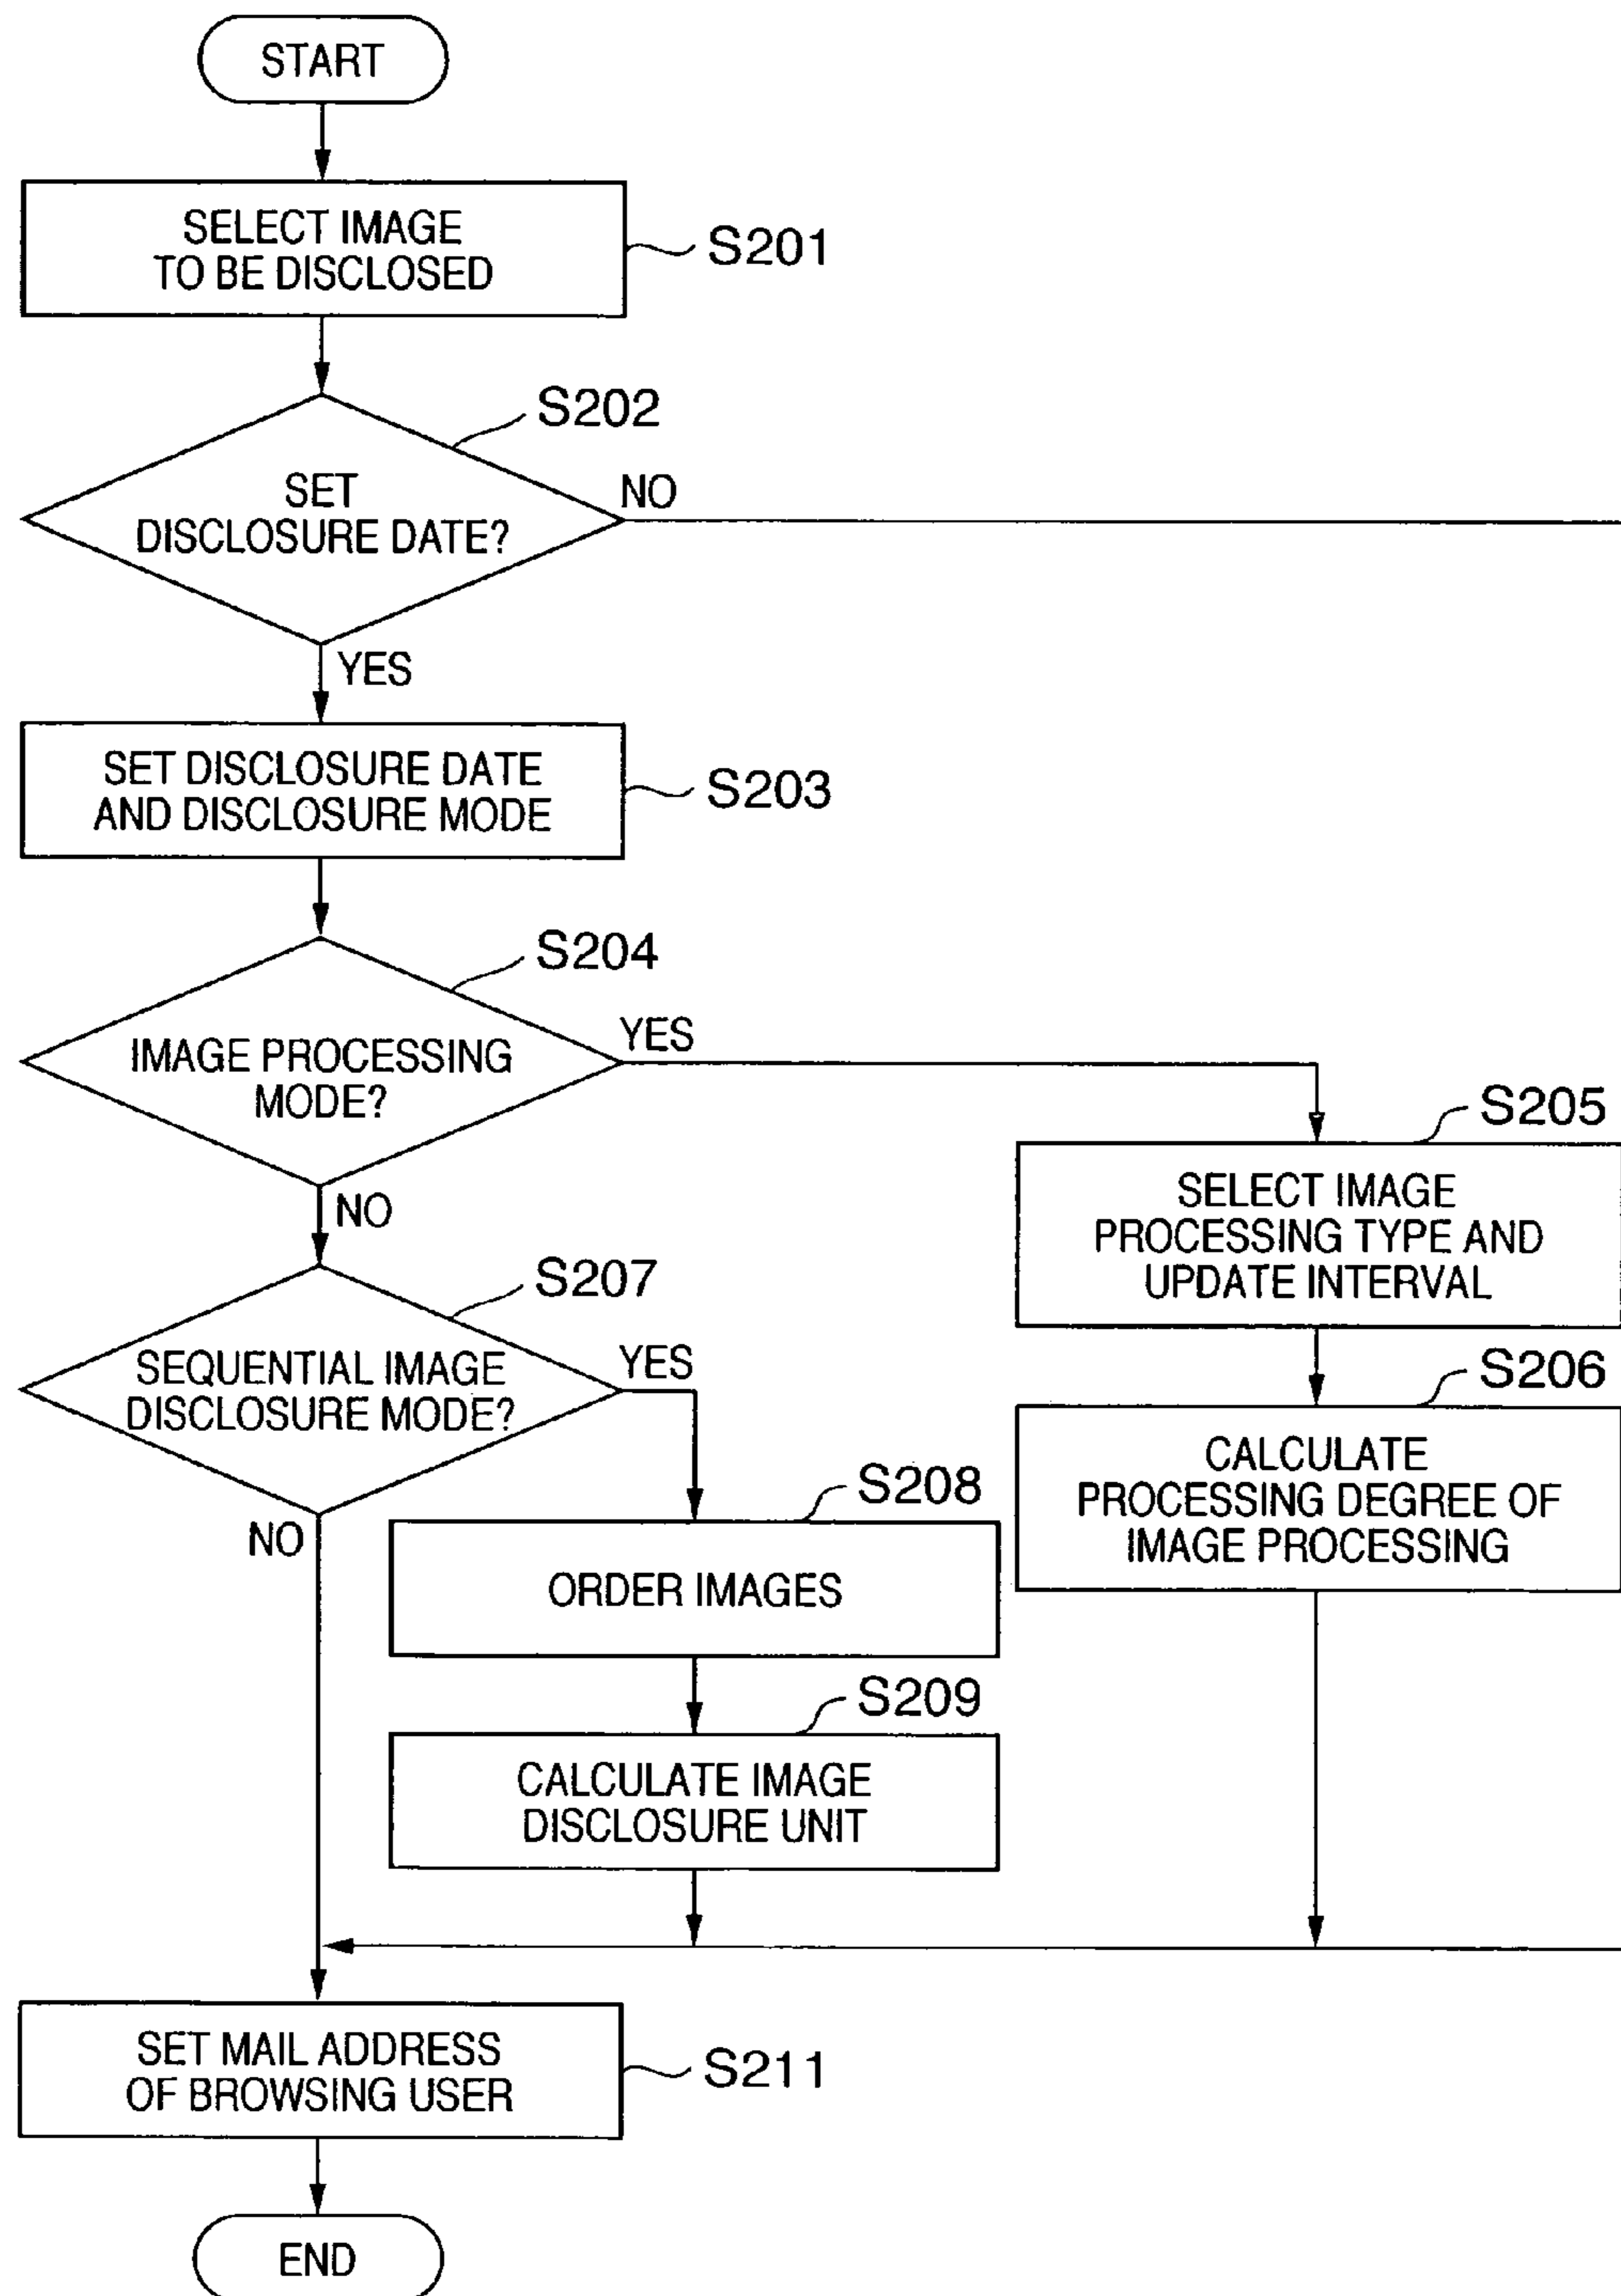 START
SELECT IMAGE
TO BE DISCLOSED
S201
S202
SET
DISCLOSURE DATE?
NO
YES
SET DISCLOSURE DATE
AND DISCLOSURE MODE
S203
S204
IMAGE PROCESSING
MODE?
YES
NO
S205
SELECT IMAGE
PROCESSING TYPE AND
UPDATE INTERVAL
S206
CALCULATE
PROCESSING DEGREE OF
IMAGE PROCESSING
S207
SEQUENTIAL IMAGE
DISCLOSURE MODE?
YES
NO
S208
ORDER IMAGES
S209
CALCULATE IMAGE
DISCLOSURE UNIT
SET MAIL ADDRESS
OF BROWSING USER
S211
END